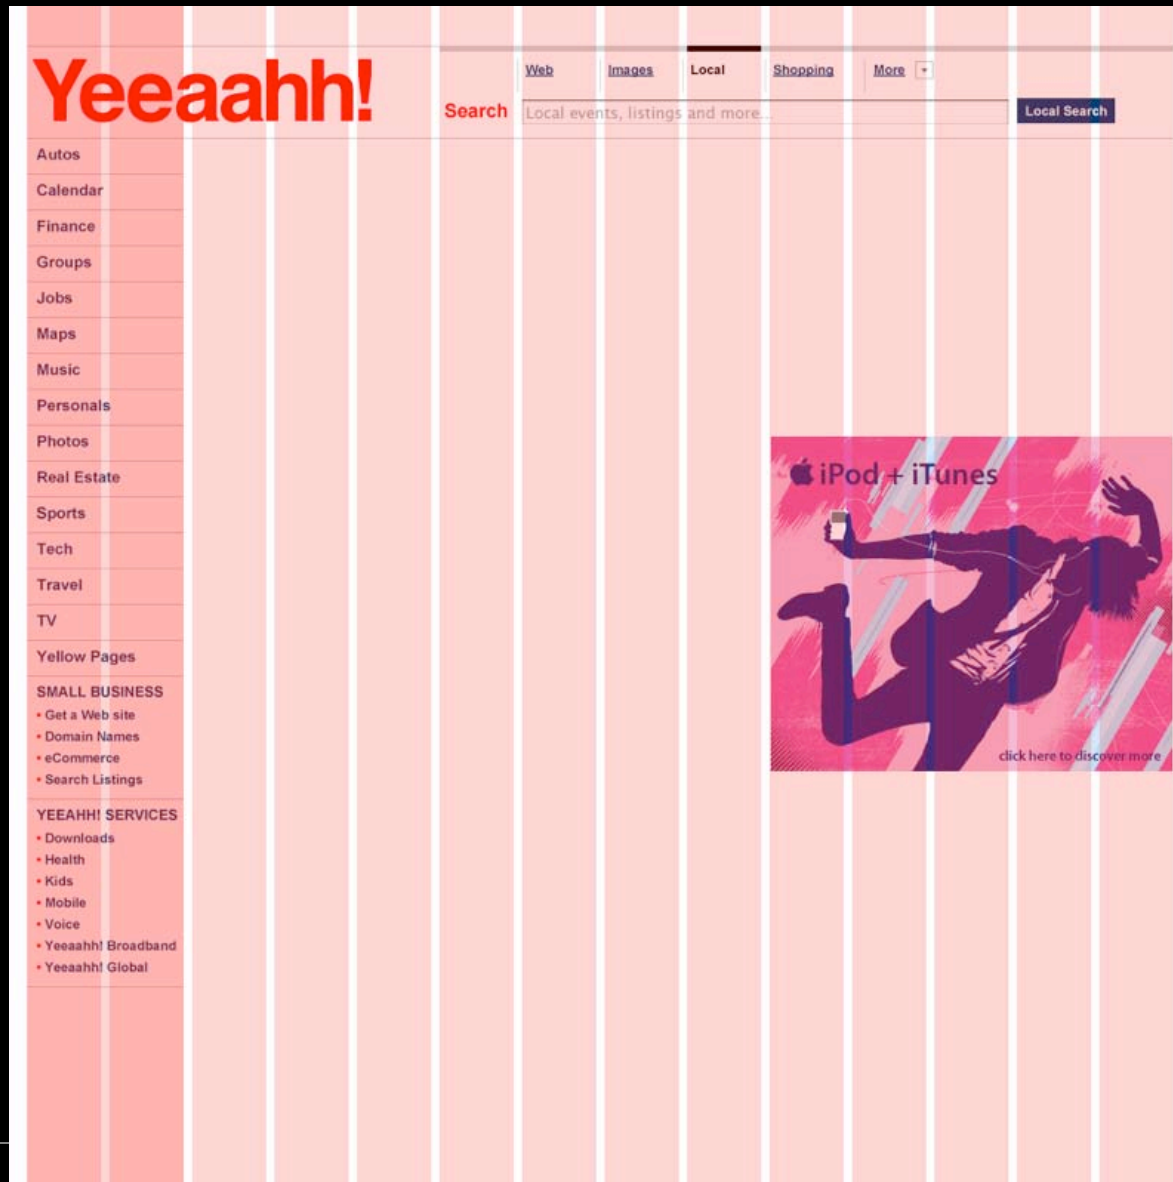 Yeeaahh!
Web Images Local Shopping More
Search Local events, listings and more... Local Search
Autos
Calendar
Finance
Groups
Jobs
Maps
Music
Personals
Photos
Real Estate
Sports
Tech
Travel
TV
Yellow Pages
SMALL BUSINESS
• Get a Web site
• Domain Names
• eCommerce
• Search Listings
YEEAHH! SERVICES
• Downloads
• Health
• Kids
• Mobile
• Voice
• Yeeaahh! Broadband
• Yeeaahh! Global
iPod + iTunes
click here to discover more